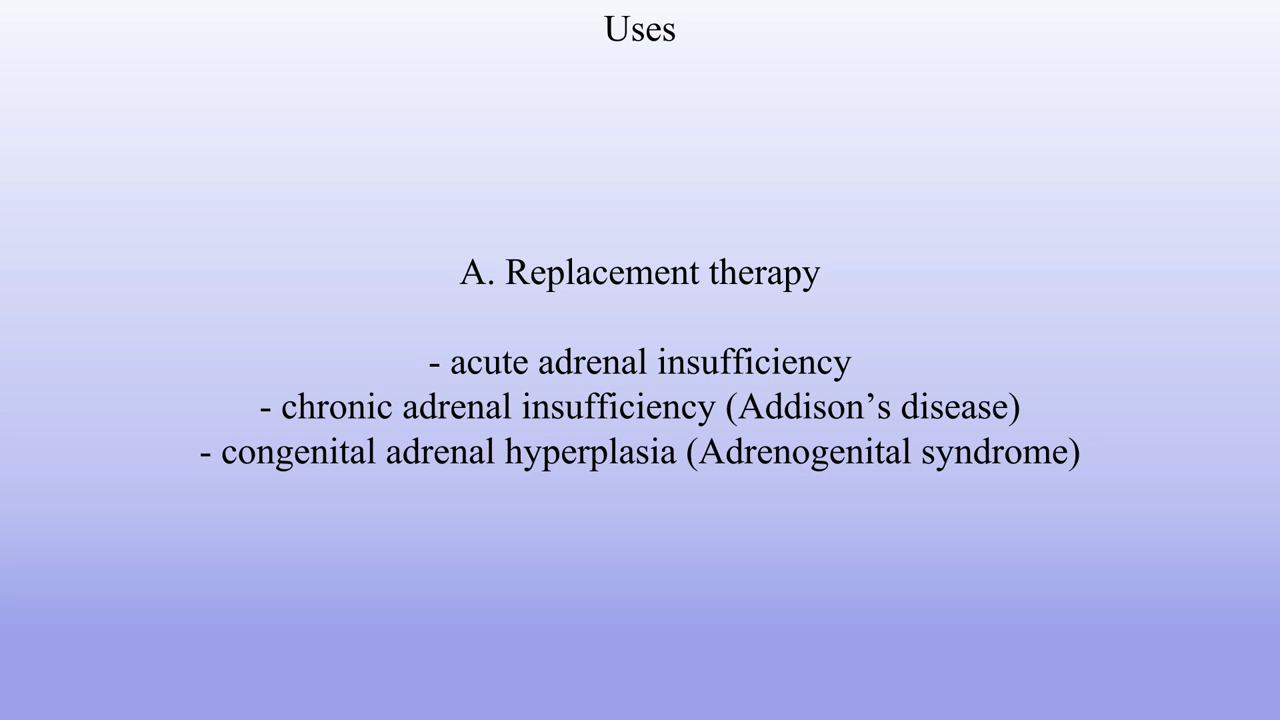 Uses
A. Replacement therapy
- acute adrenal insufficiency
- chronic adrenal insufficiency (Addison’s disease)
- congenital adrenal hyperplasia (Adrenogenital syndrome)